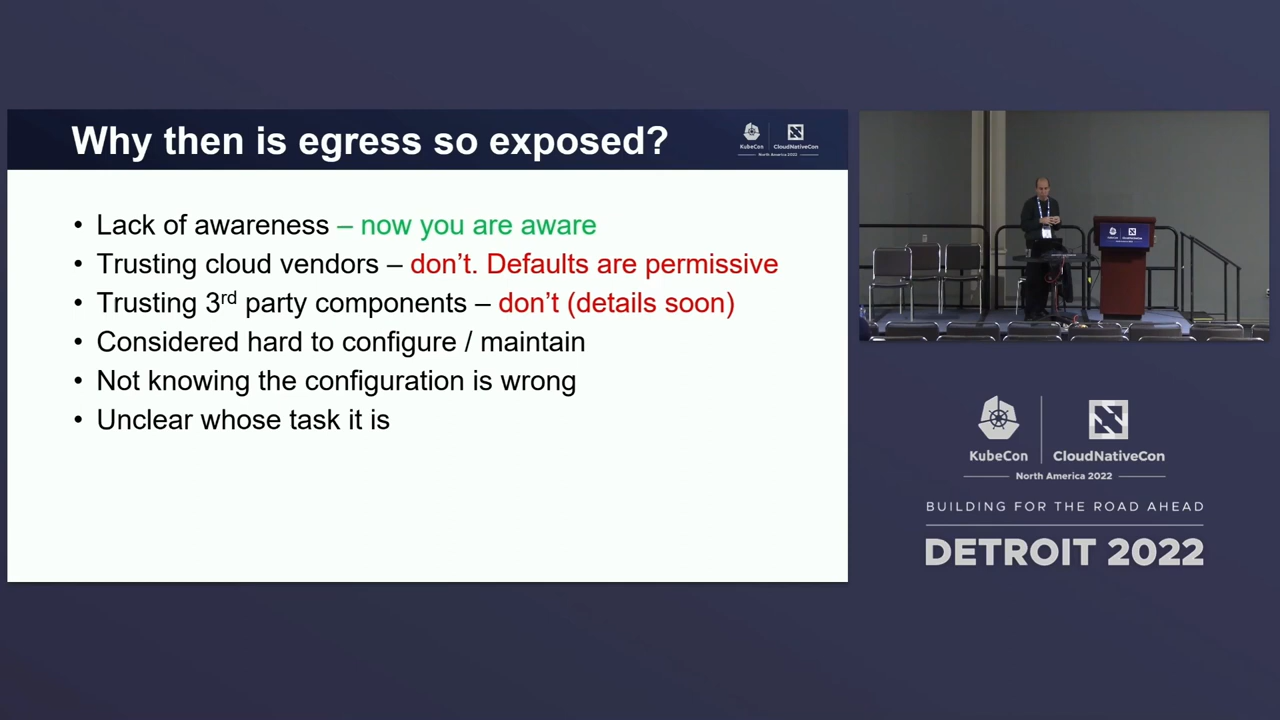 Why then is egress so exposed?
KubeCon
CloudNativeCon
North America 2022
• Lack of awareness – now you are aware
• Trusting cloud vendors – don’t. Defaults are permissive
• Trusting 3rd party components – don’t (details soon)
• Considered hard to configure / maintain
• Not knowing the configuration is wrong
• Unclear whose task it is
KubeCon
CloudNativeCon
North America 2022
BUILDING FOR THE ROAD AHEAD
DETROIT 2022